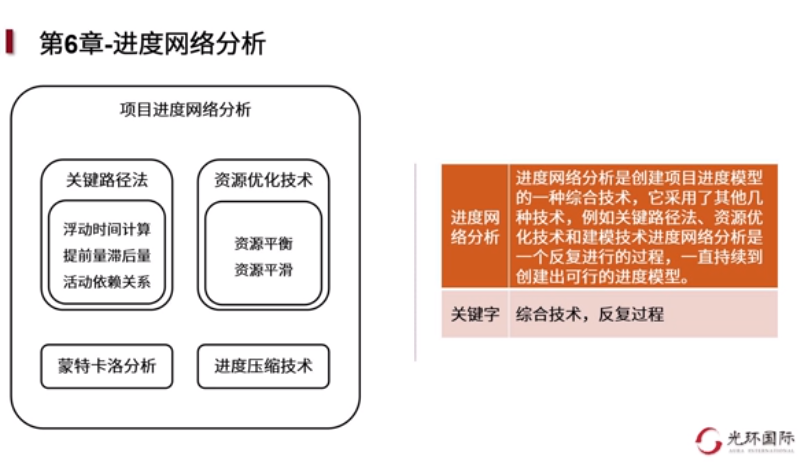 第6章-进度网络分析
项目进度网络分析
关键路径法
浮动时间计算
提前量滞后量
活动依赖关系
资源优化技术
资源平衡
资源平滑
蒙特卡洛分析
进度压缩技术
进度网
络分析
进度网络分析是创建项目进度模型
的一种综合技术，它采用了其他几
种技术，例如关键路径法、资源优
化技术和建模技术进度网络分析是
一个反复进行的过程，一直持续到
创建出可行的进度模型。
关键字
综合技术，反复过程
光环国际
AURA INTERNATIONAL